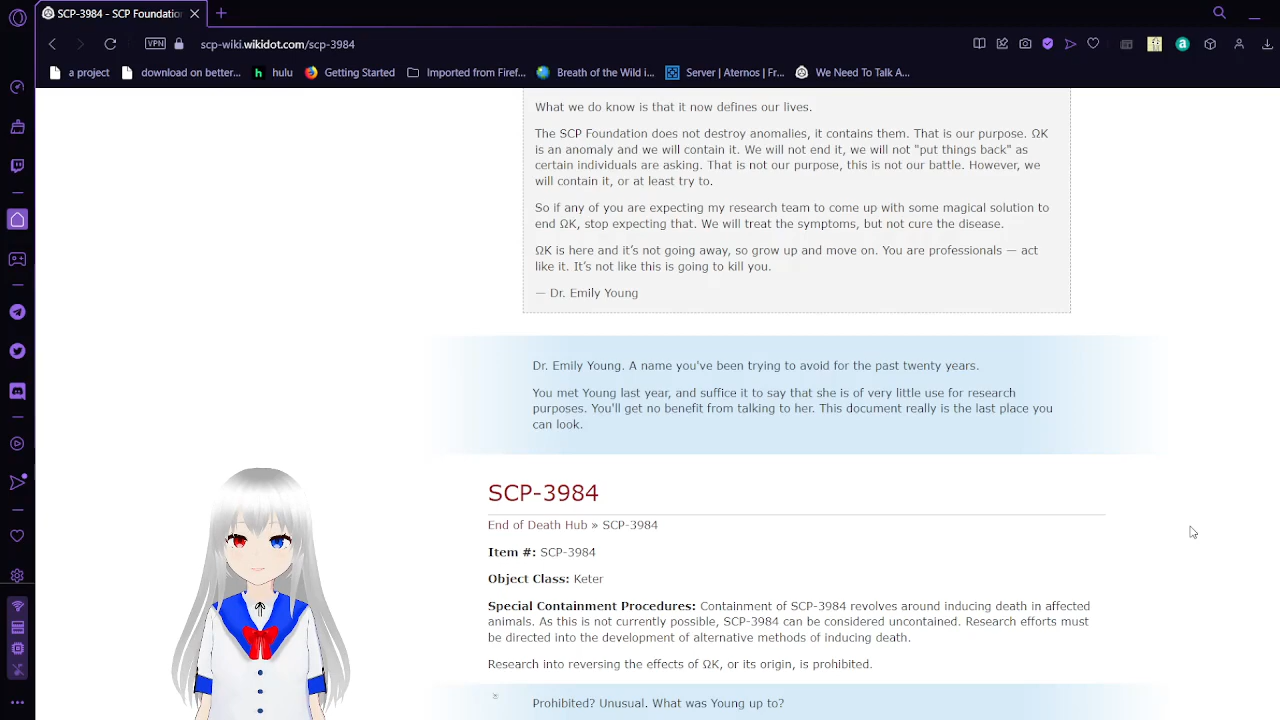 SCP-3984 - SCP Foundation
scp-wiki.wikidot.com/scp-3984
VPN
a project
download on better...
hulu
Getting Started
Imported from Firef...
Breath of the Wild i...
Server | Aternos | Fr...
We Need To Talk A...
What we do know is that it now defines our lives.
The SCP Foundation does not destroy anomalies, it contains them. That is our purpose. ΩK
is an anomaly and we will contain it. We will not end it, we will not "put things back" as
certain individuals are asking. That is not our purpose, this is not our battle. However, we
will contain it, or at least try to.
So if any of you are expecting my research team to come up with some magical solution to
end ΩK, stop expecting that. We will treat the symptoms, but not cure the disease.
ΩK is here and it’s not going away, so grow up and move on. You are professionals — act
like it. It’s not like this is going to kill you.
— Dr. Emily Young
Dr. Emily Young. A name you've been trying to avoid for the past twenty years.
You met Young last year, and suffice it to say that she is of very little use for research
purposes. You'll get no benefit from talking to her. This document really is the last place you
can look.
SCP-3984
End of Death Hub » SCP-3984
Item #: SCP-3984
Object Class: Keter
Special Containment Procedures: Containment of SCP-3984 revolves around inducing death in affected
animals. As this is not currently possible, SCP-3984 can be considered uncontained. Research efforts must
be directed into the development of alternative methods of inducing death.
Research into reversing the effects of ΩK, or its origin, is prohibited.
Prohibited? Unusual. What was Young up to?